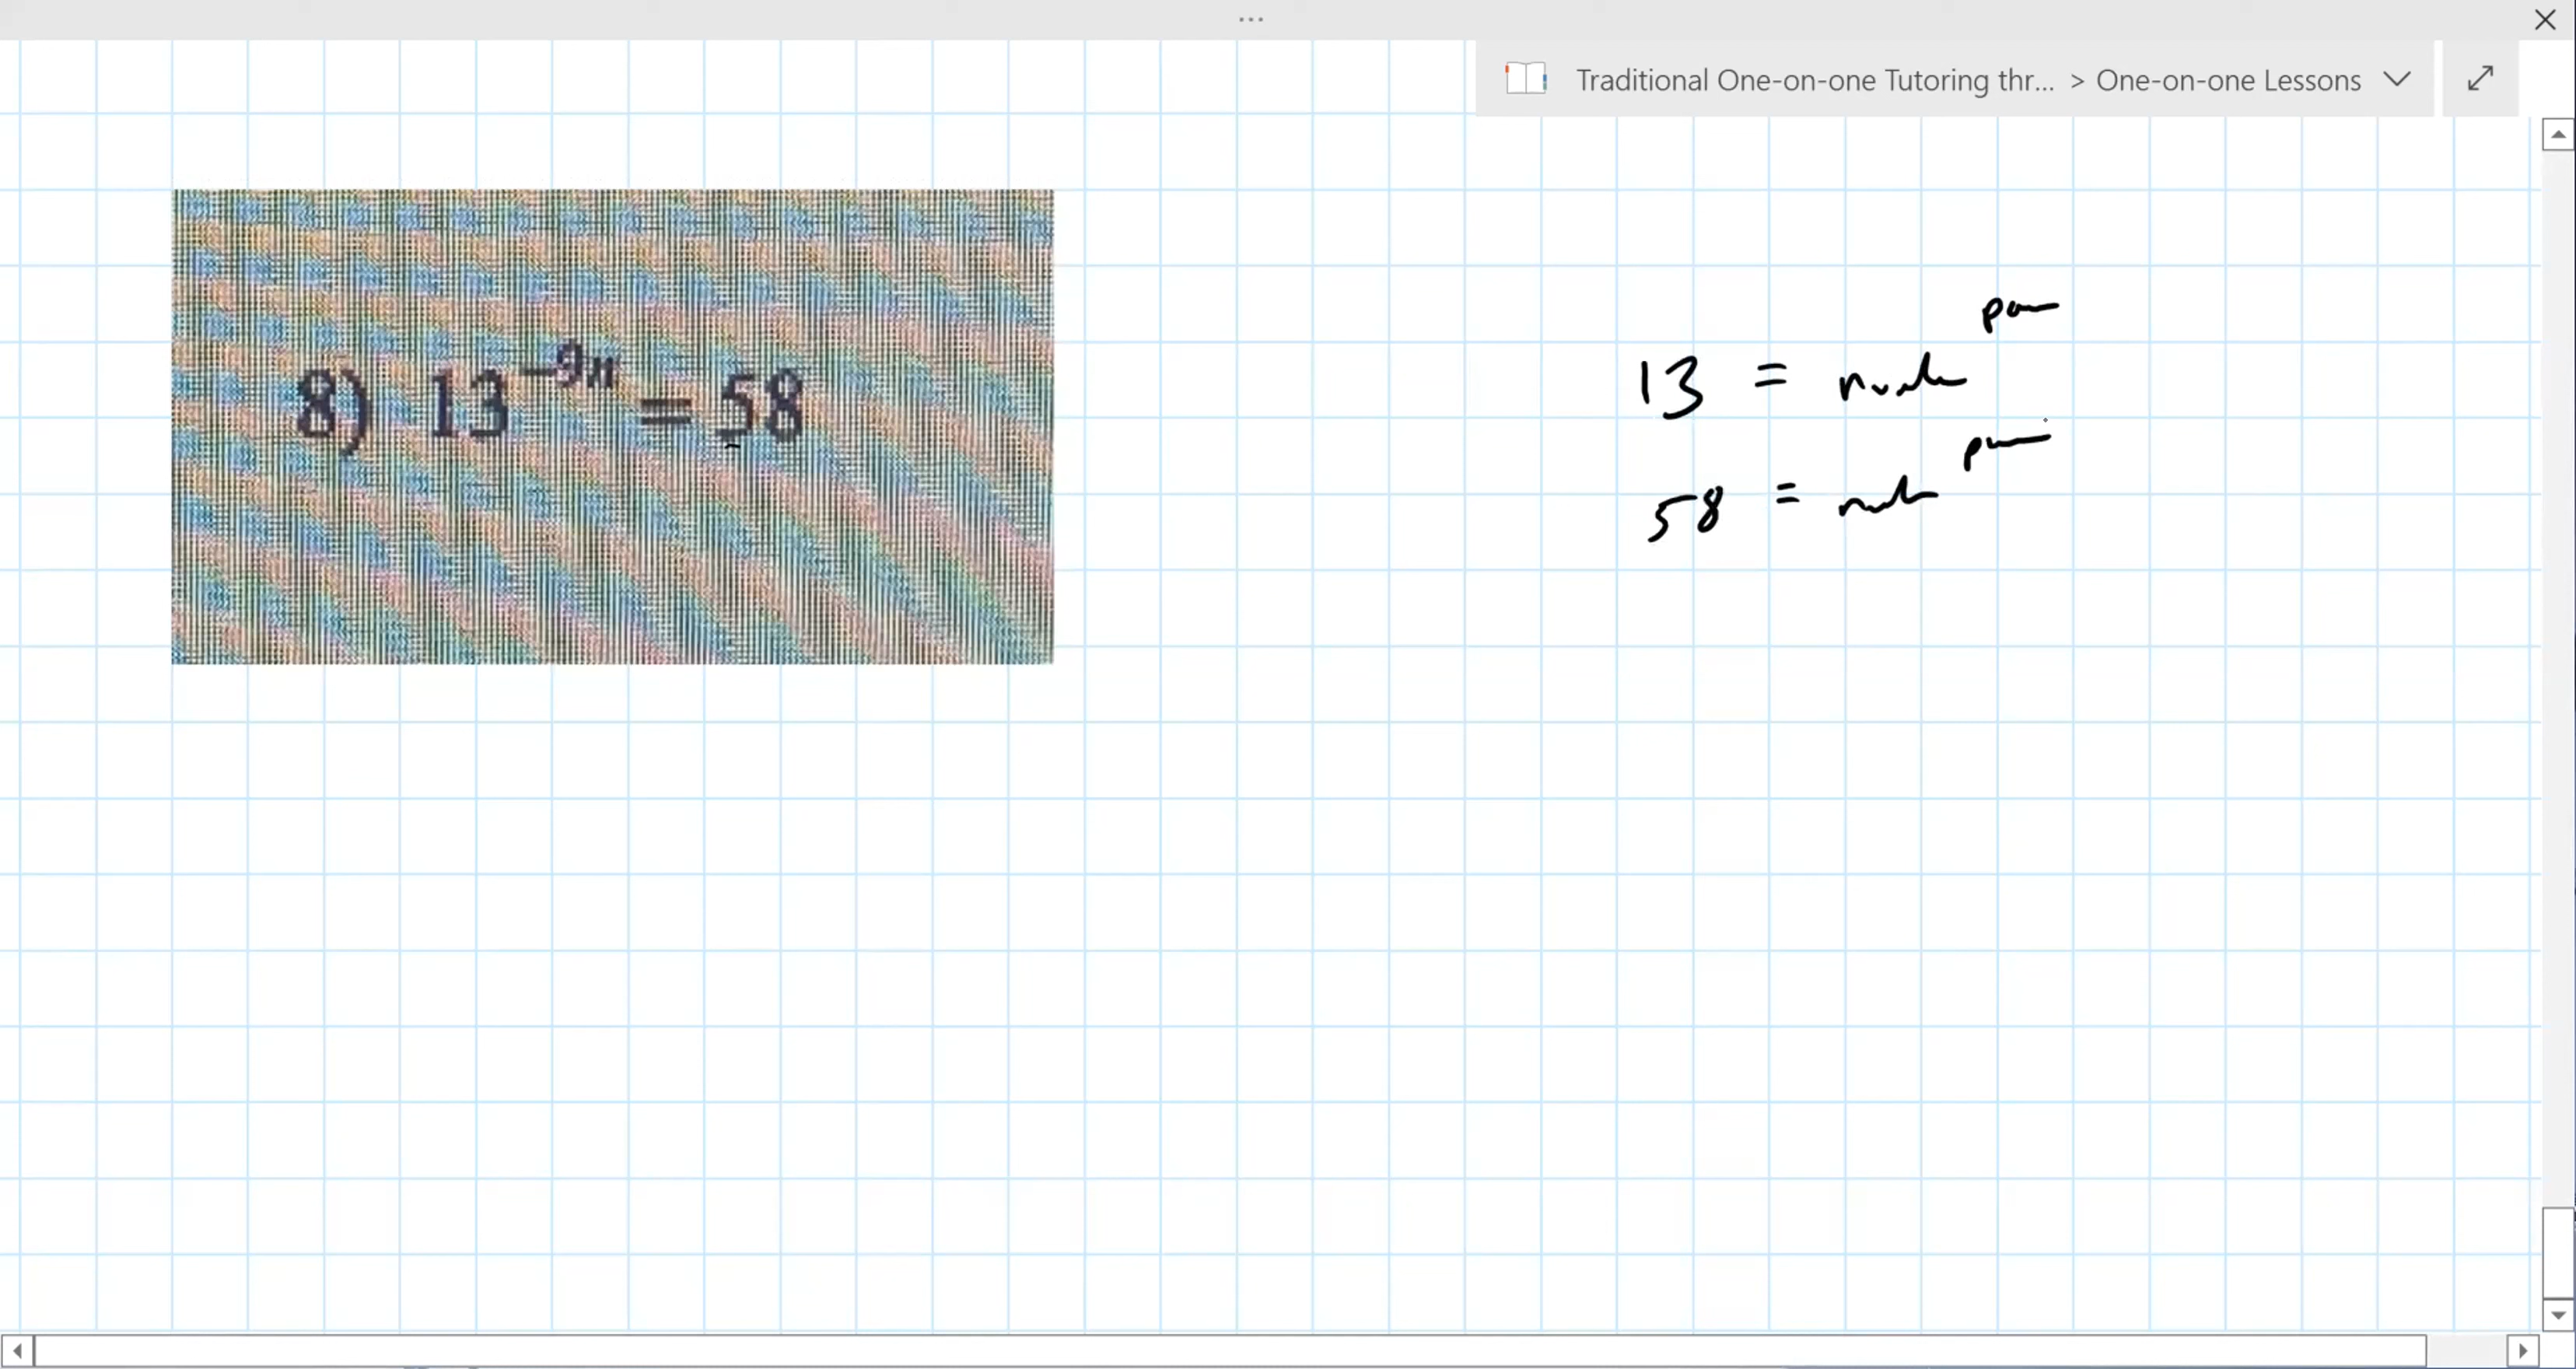 Traditional One-on-one Tutoring thr... > One-on-one Lessons
8) 13^{-9n} = 58
13 =
58 =